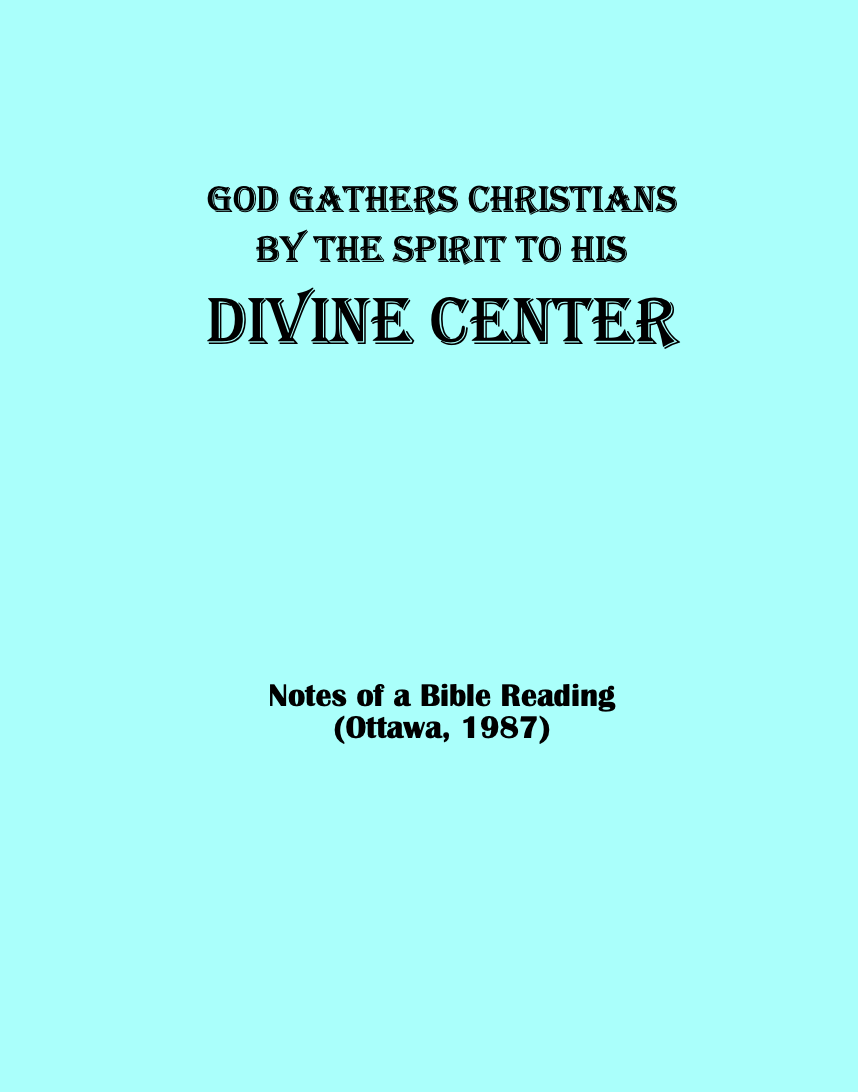 GOD GATHERS CHRISTIANS
BY THE SPIRIT TO HIS
DIVINE CENTER
Notes of a Bible Reading
(Ottawa, 1987)